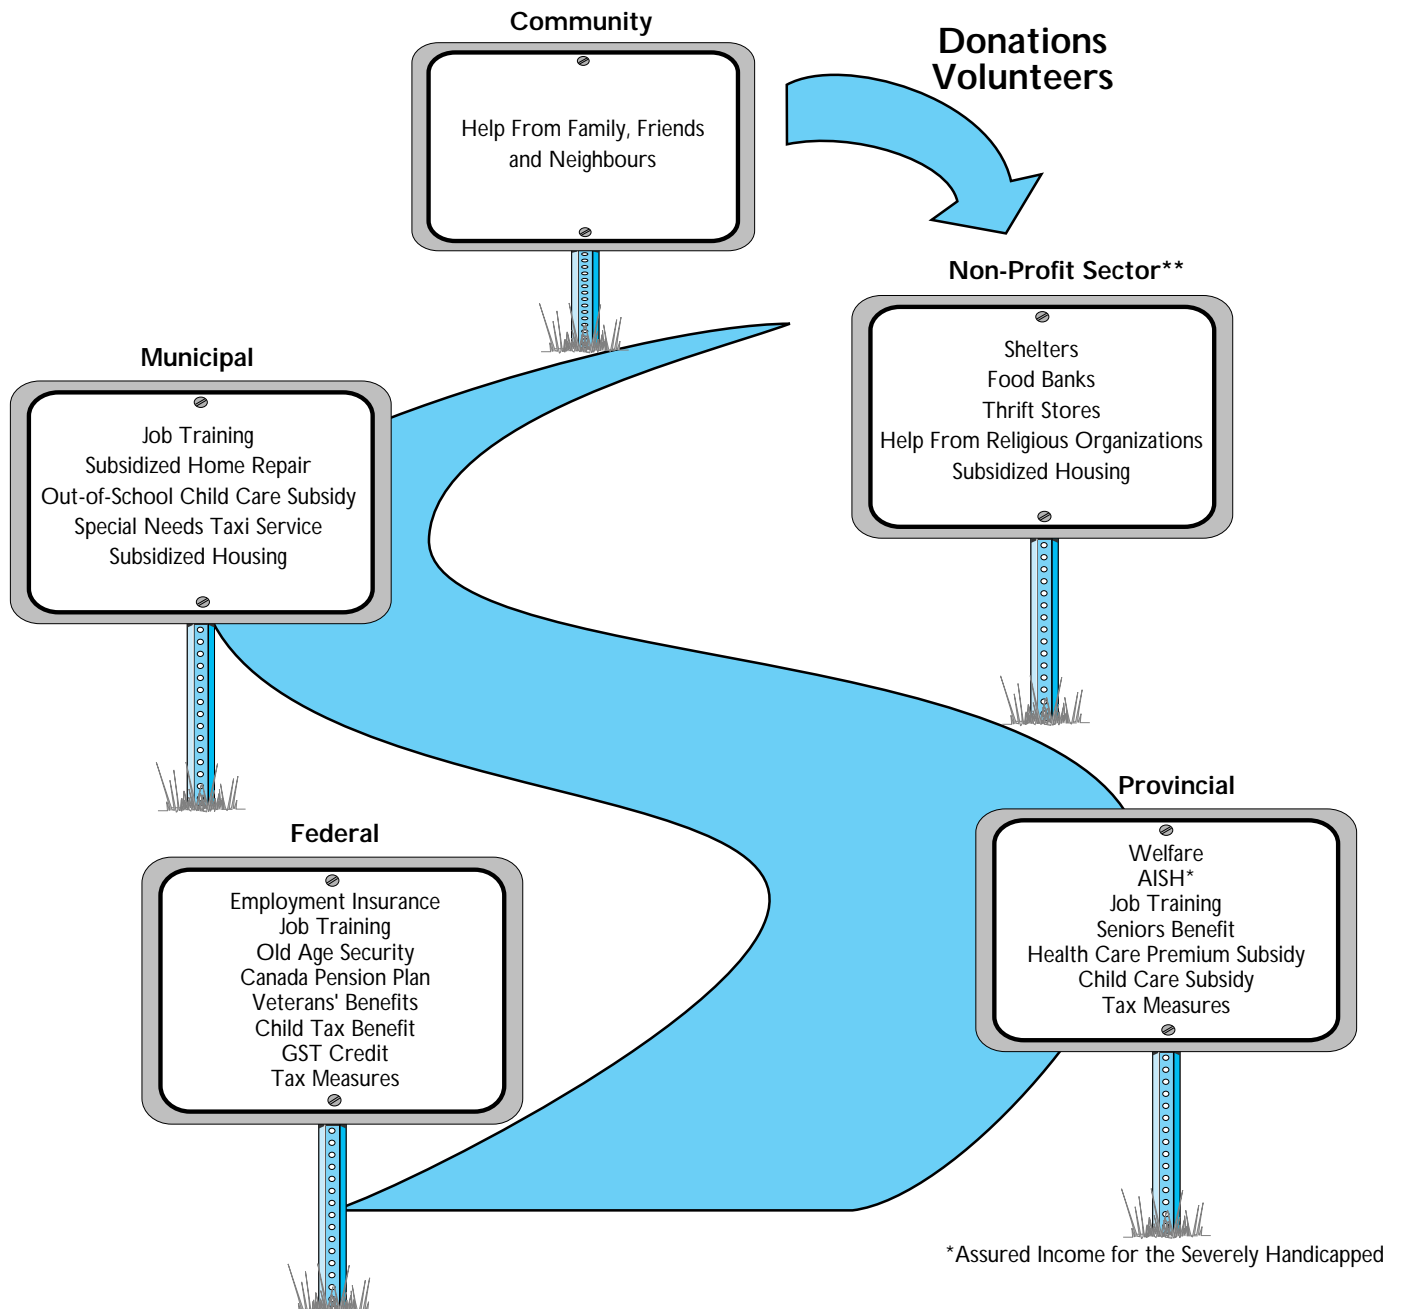 Community
Help From Family, Friends
and Neighbours
Donations
Volunteers
Non-Profit Sector**
Shelters
Food Banks
Thrift Stores
Help From Religious Organizations
Subsidized Housing
Municipal
Job Training
Subsidized Home Repair
Out-of-School Child Care Subsidy
Special Needs Taxi Service
Subsidized Housing
Provincial
Welfare
AISH*
Job Training
Seniors Benefit
Health Care Premium Subsidy
Child Care Subsidy
Tax Measures
Federal
Employment Insurance
Job Training
Old Age Security
Canada Pension Plan
Veterans' Benefits
Child Tax Benefit
GST Credit
Tax Measures
*Assured Income for the Severely Handicapped